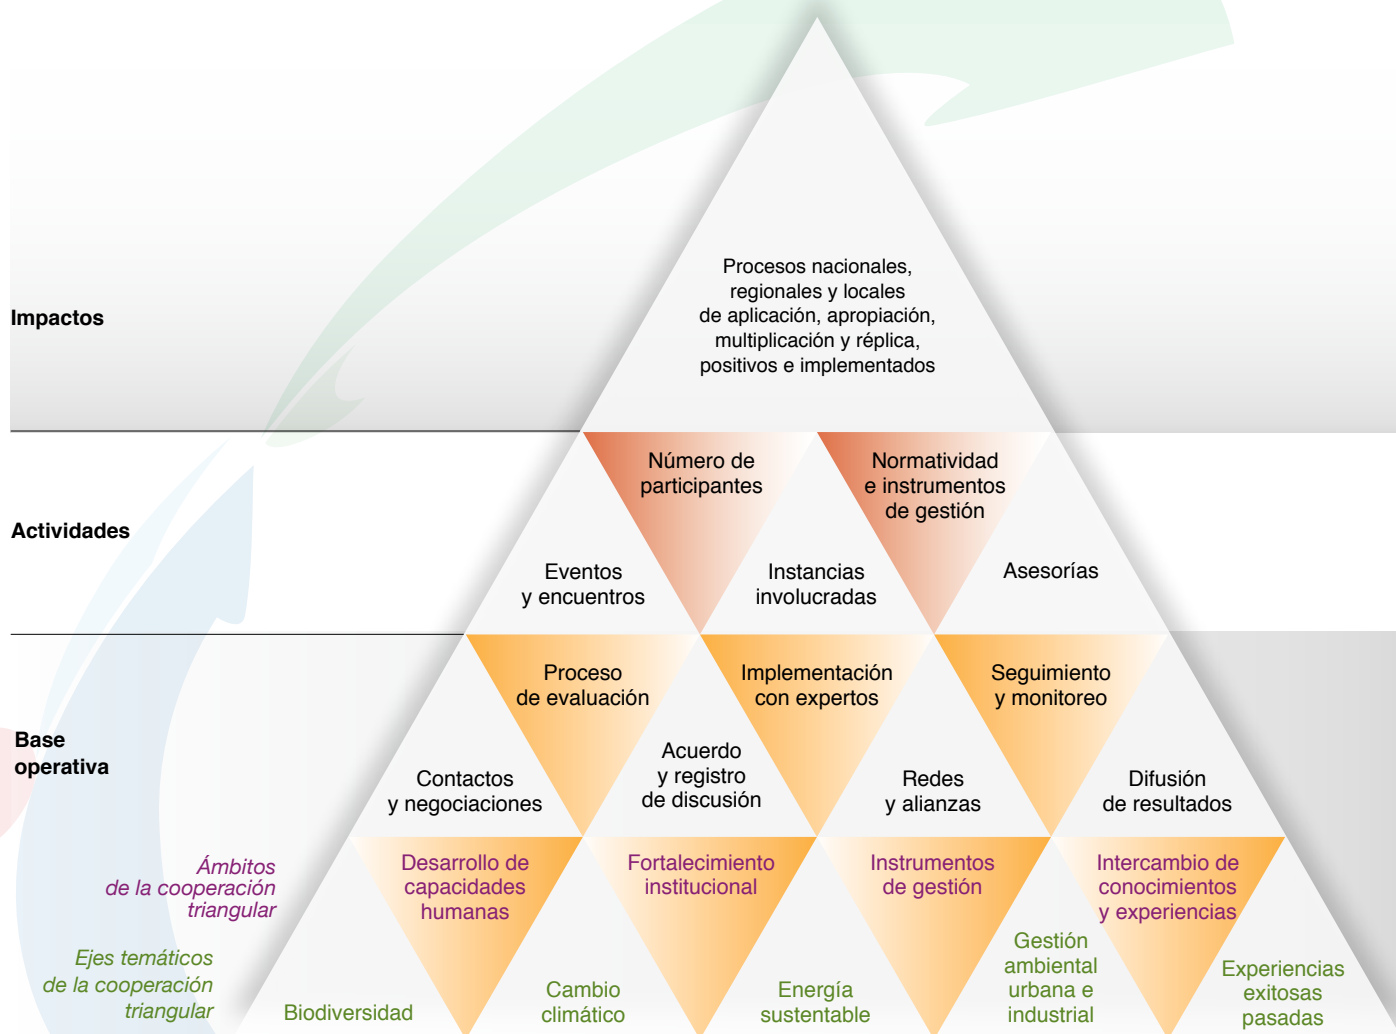 Impactos
Procesos nacionales,
regionales y locales
de aplicación, apropiación,
multiplicación y réplica,
positivos e implementados
Actividades
Número de
participantes
Normatividad
e instrumentos
de gestión
Eventos
y encuentros
Instancias
involucradas
Asesorías
Base
operativa
Proceso
de evaluación
Implementación
con expertos
Seguimiento
y monitoreo
Contactos
y negociaciones
Acuerdo
y registro
de discusión
Redes
y alianzas
Difusión
de resultados
Ámbitos
de la cooperación
triangular
Desarrollo de
capacidades
humanas
Fortalecimiento
institucional
Instrumentos
de gestión
Intercambio de
conocimientos
y experiencias
Ejes temáticos
de la cooperación
triangular
Biodiversidad
Cambio
climático
Energía
sustentable
Gestión
ambiental
urbana e
industrial
Experiencias
exitosas
pasadas